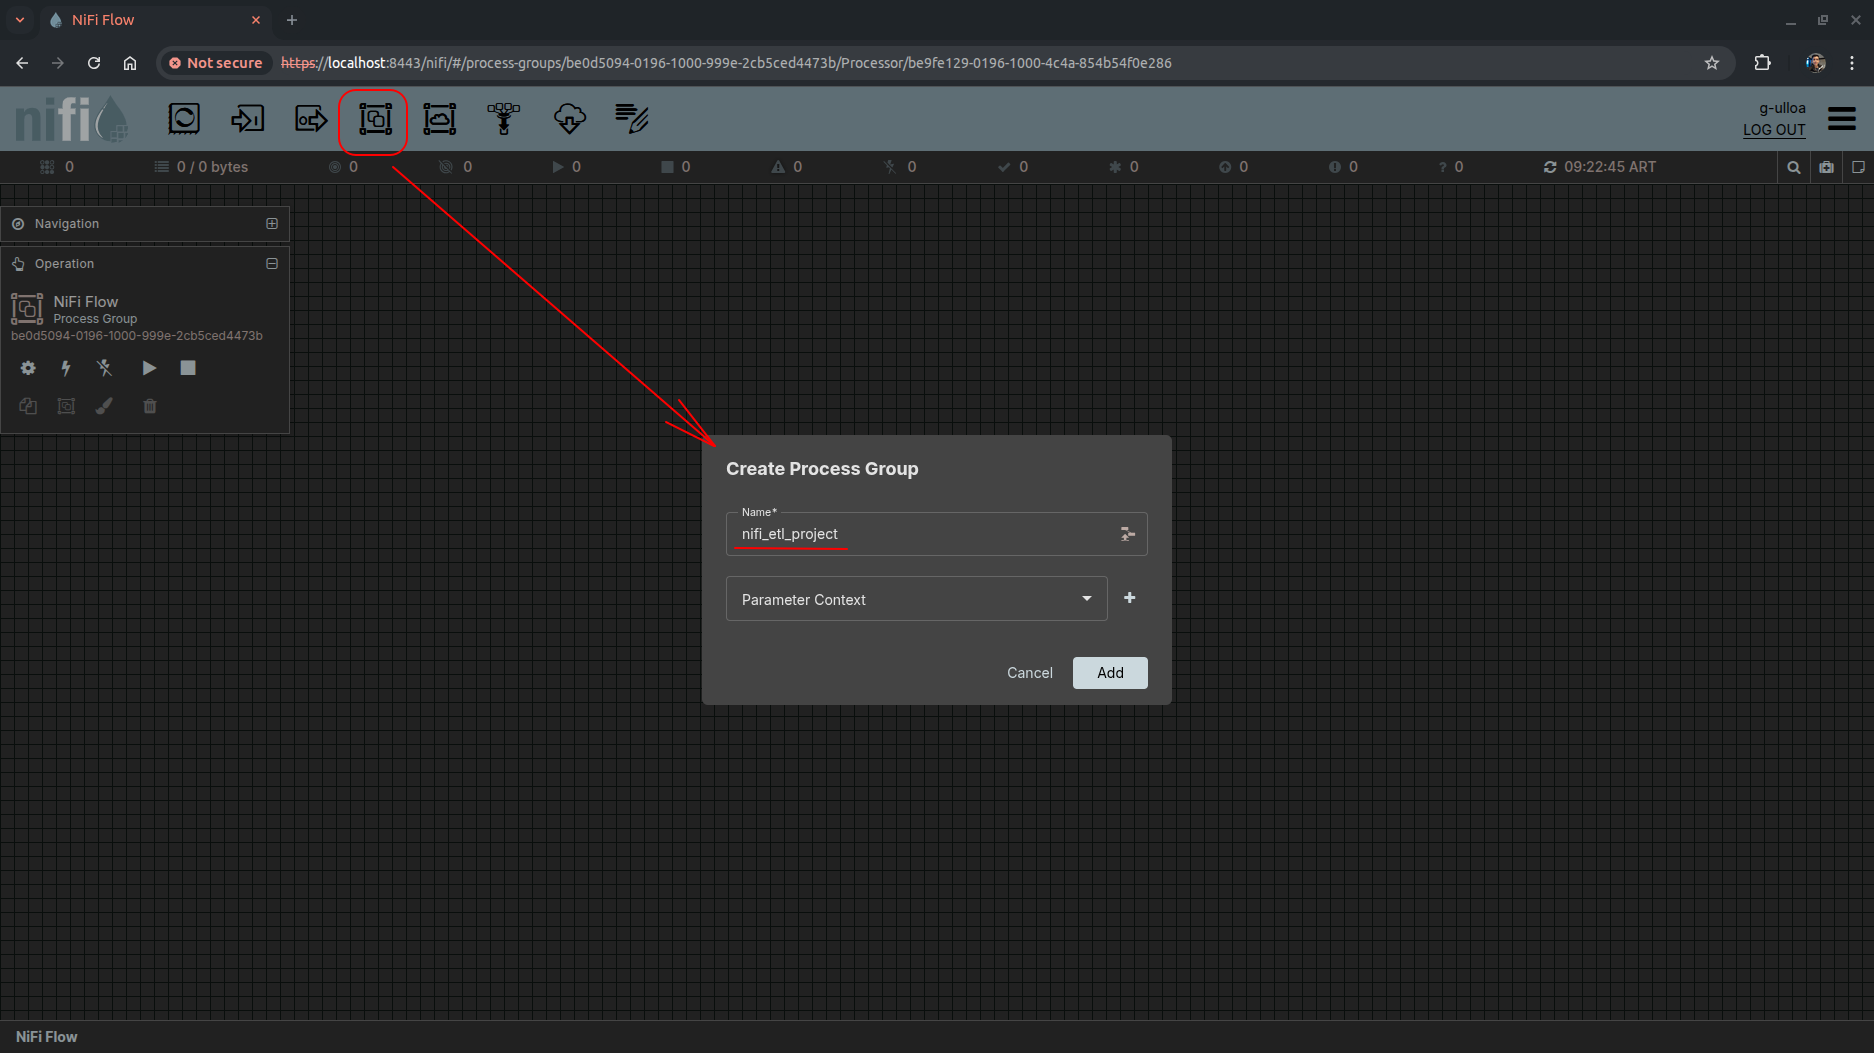 NiFi Flow
Not secure
https://localhost:8443/nifi/#/process-groups/be0d5094-0196-1000-999e-2cb5ced4473b/Processor/be9fe129-0196-1000-4c4a-854b54f0e286
nifi
g-ulloa
LOG OUT
0
0 / 0 bytes
0
0
0
0
0
0
0
0
0
0
? 0
09:22:45 ART
Navigation
Operation
NiFi Flow
Process Group
be0d5094-0196-1000-999e-2cb5ced4473b
Create Process Group
Name*
nifi_etl_project
Parameter Context
Cancel
Add
NiFi Flow